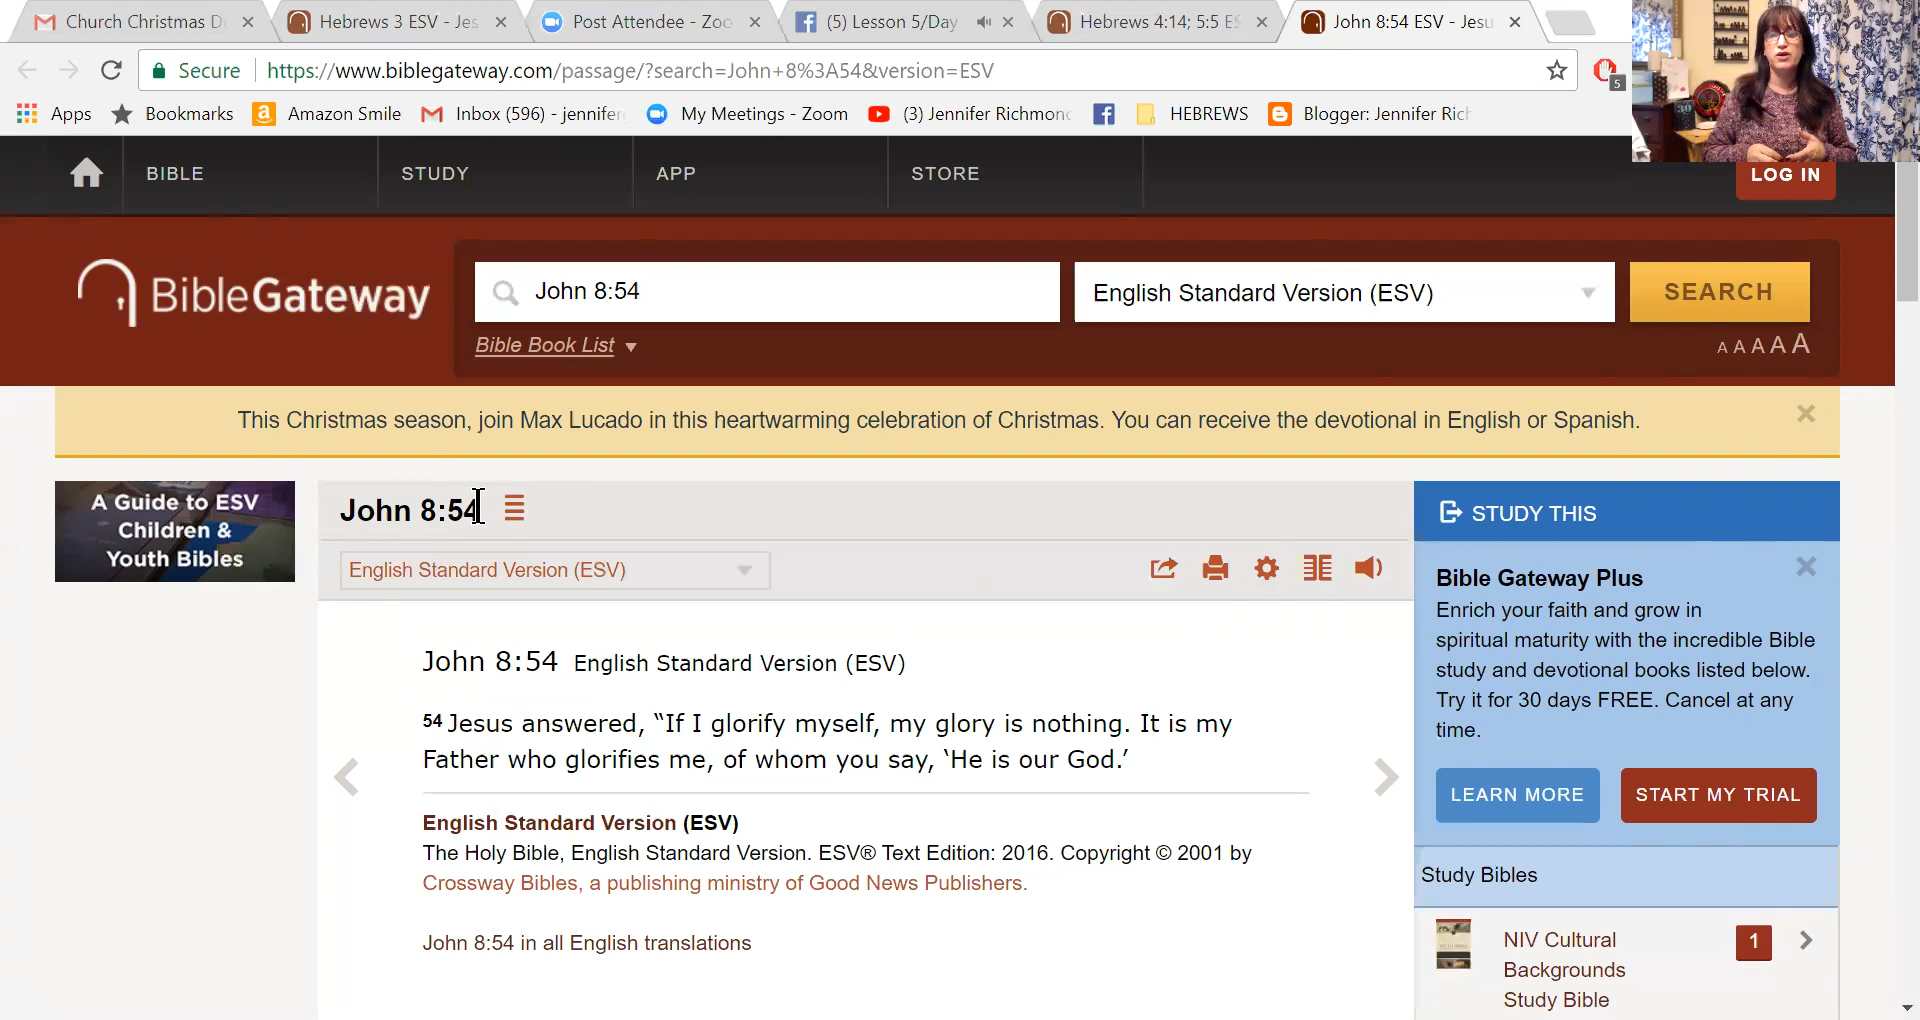 Church Christmas D
Hebrews 3 ESV - Jes
Post Attendee - Zoo
(5) Lesson 5/Day
Hebrews 4:14; 5:5 ES
John 8:54 ESV - Jesu
Secure
https://www.biblegateway.com/passage/?search=John+8%3A54&version=ESV
5
Apps
Bookmarks
Amazon Smile
Inbox (596) - jennifer
My Meetings - Zoom
(3) Jennifer Richmon
HEBREWS
Blogger: Jennifer Ric
BIBLE
STUDY
APP
STORE
LOG IN
BibleGateway
John 8:54
English Standard Version (ESV)
SEARCH
Bible Book List
A A A A A
This Christmas season, join Max Lucado in this heartwarming celebration of Christmas. You can receive the devotional in English or Spanish.
A Guide to ESV
Children &
Youth Bibles
John 8:54
English Standard Version (ESV)
John 8:54 English Standard Version (ESV)
54 Jesus answered, “If I glorify myself, my glory is nothing. It is my
Father who glorifies me, of whom you say, ‘He is our God.’
English Standard Version (ESV)
The Holy Bible, English Standard Version. ESV® Text Edition: 2016. Copyright © 2001 by
Crossway Bibles, a publishing ministry of Good News Publishers.
John 8:54 in all English translations
STUDY THIS
Bible Gateway Plus
Enrich your faith and grow in
spiritual maturity with the incredible Bible
study and devotional books listed below.
Try it for 30 days FREE. Cancel at any
time.
LEARN MORE
START MY TRIAL
Study Bibles
NIV Cultural
Backgrounds
Study Bible
1